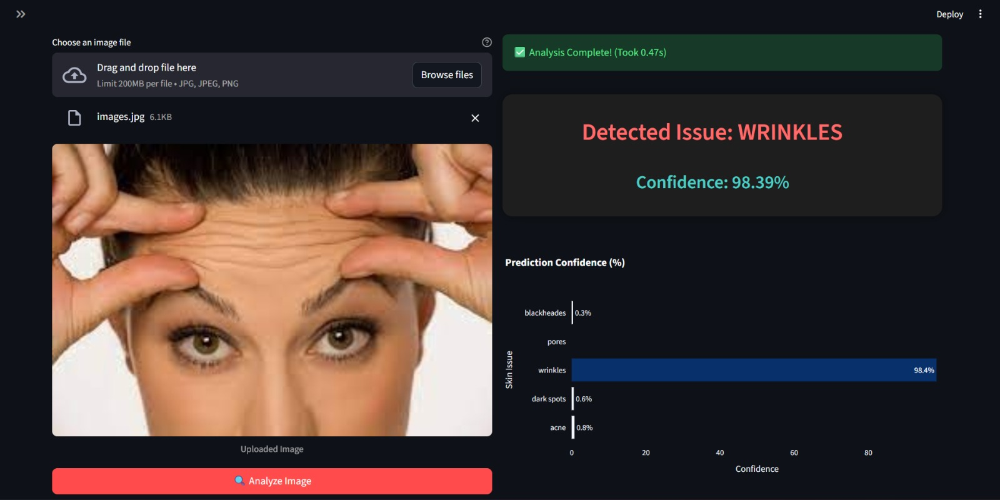 Deploy
Choose an image file
Drag and drop file here
Limit 200MB per file • JPG, JPEG, PNG
Browse files
images.jpg 6.1KB
Uploaded Image
🔍 Analyze Image
✅ Analysis Complete! (Took 0.47s)
Detected Issue: WRINKLES
Confidence: 98.39%
Prediction Confidence (%)
Skin Issue
blackheades 0.3%
pores
wrinkles 98.4%
dark spots 0.6%
acne 0.8%
0 20 40 60 80
Confidence